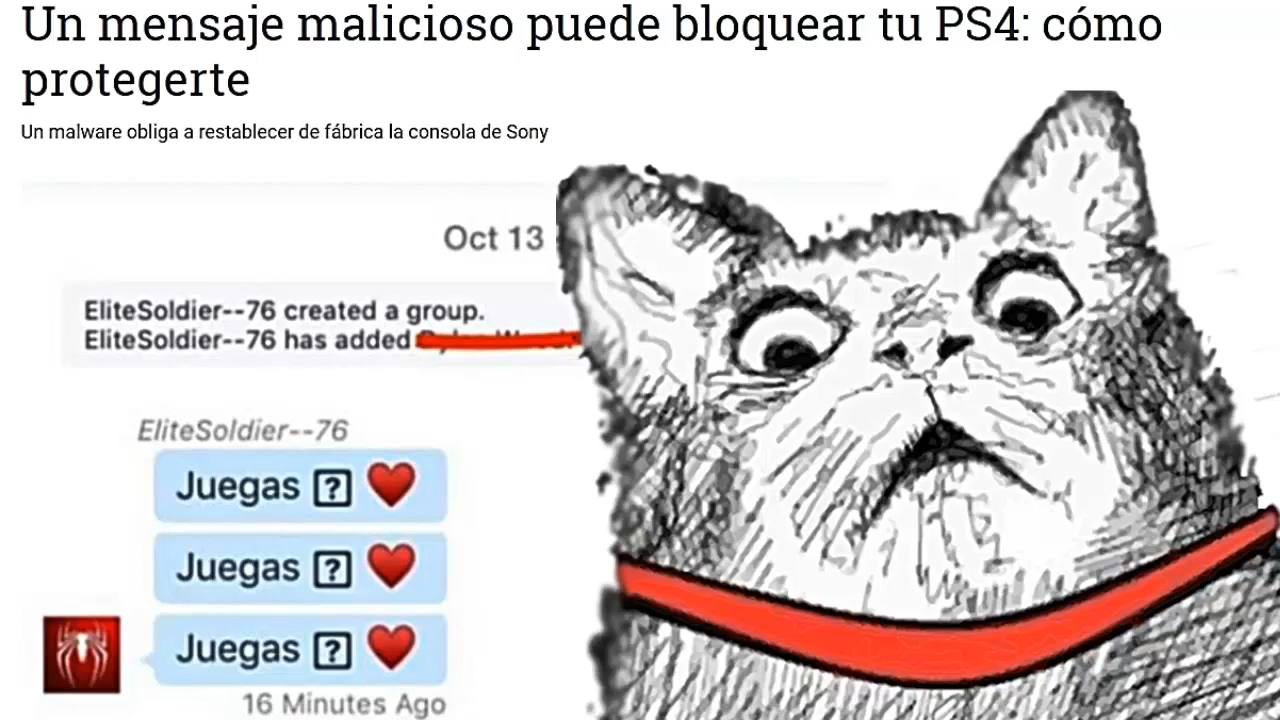 Un mensaje malicioso puede bloquear tu PS4: cómo
protegerte
Un malware obliga a restablecer de fábrica la consola de Sony
Oct 13
EliteSoldier--76 created a group.
EliteSoldier--76 has added
EliteSoldier--76
Juegas ? ❤️
Juegas ? ❤️
Juegas ? ❤️
16 Minutes Ago